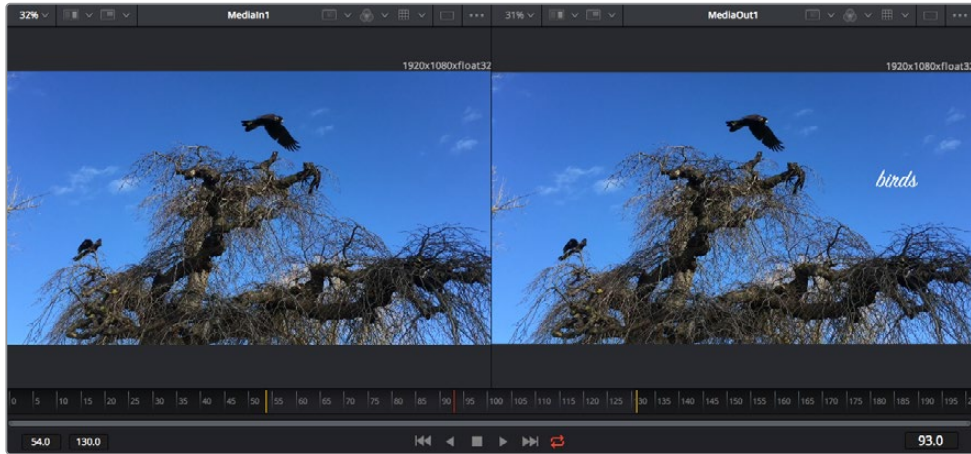 32% MediaIn1 31% MediaOut1
1920x1080xfloat32 1920x1080xfloat32
birds
0 5 10 15 20 25 30 35 40 45 50 55 60 65 70 75 80 85 90 95 100 105 110 115 120 125 130 135 140 145 150 155 160 165 170 175 180 185 190 195
54.0 130.0 93.0